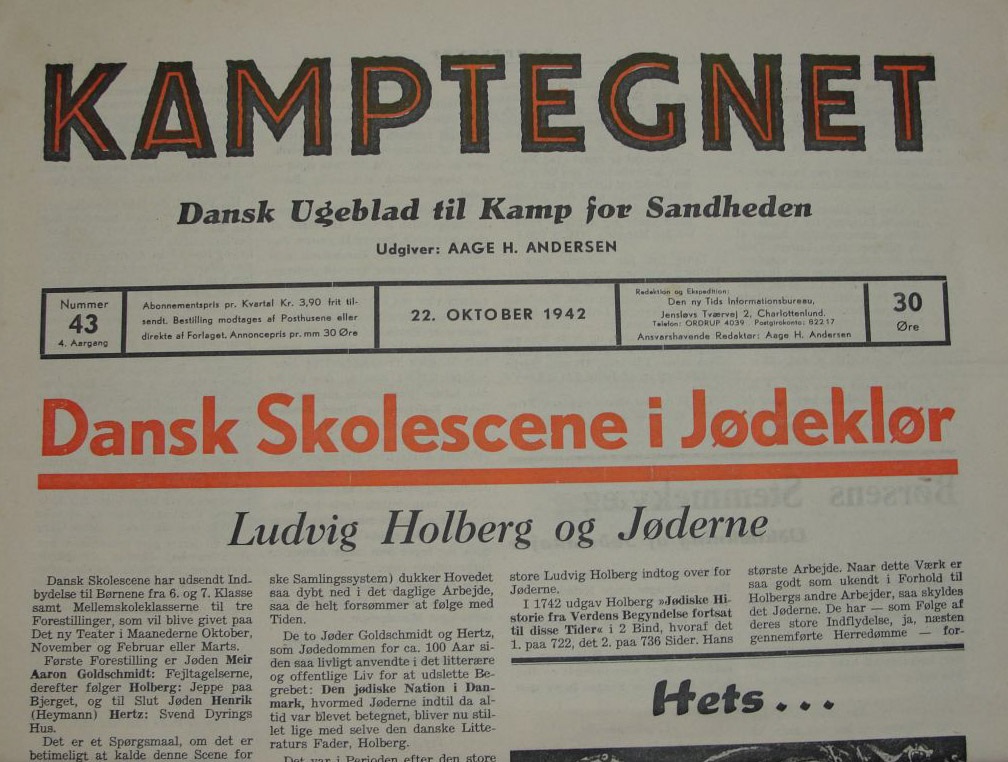 KAMPTEGNET
Dansk Ugeblad til Kamp for Sandheden
Udgiver: AAGE H. ANDERSEN
Nummer
43
4. Aargang
Abonnementspris pr. Kvartal Kr. 3,90 frit til-
sendt. Bestilling modtages af Posthusene eller
direkte af Forlaget. Annoncepris pr. mm 30 Øre
22. OKTOBER 1942
Redaktion og Ekspedition:
Den ny Tids Informationsbureau,
Jensløvs Tværvej 2, Charlottenlund.
Telefon: ORDRUP 4039 Postgirokonto: 82217
Ansvarshavende Redaktør: Aage H. Andersen
30
Øre
Dansk Skolescene i Jødeklør
Ludvig Holberg og Jøderne
Dansk Skolescene har udsendt Ind-
bydelse til Børnene fra 6. og 7. Klasse
samt Mellemskoleklasserne til tre
Forestillinger, som vil blive givet paa
Det ny Teater i Maanederne Oktober,
November og Februar eller Marts.
Første Forestilling er Jøden Meir
Aaron Goldschmidt: Fejltagelserne,
derefter følger Holberg: Jeppe paa
Bjerget, og til Slut Jøden Henrik
(Heymann) Hertz: Svend Dyrings
Hus.
Det er et Spørgsmaal, om det er
betimeligt at kalde denne Scene for
ske Samlingssystem) dukker Hovedet
saa dybt ned i det daglige Arbejde,
saa de helt forsømmer at følge med
Tiden.
De to Jøder Goldschmidt og Hertz,
som Jødedommen for ca. 100 Aar si-
den saa livligt anvendte i det litterære
og offentlige Liv for at udslette Be-
grebet: Den jødiske Nation i Dan-
mark, hvormed Jøderne indtil da al-
tid var blevet betegnet, bliver nu stil-
let lige med selve den danske Litte-
raturs Fader, Holberg.
Det var i Perioden efter den store
store Ludvig Holberg indtog over for
Jøderne.
I 1742 udgav Holberg »Jødiske Hi-
storie fra Verdens Begyndelse fortsat
til disse Tider« i 2 Bind, hvoraf det
1. paa 722, det 2. paa 736 Sider. Hans
største Arbejde. Naar dette Værk er
saa godt som ukendt i Forhold til
Holbergs andre Arbejder, saa skyldes
det Jøderne. De har — som Følge af
deres store Indflydelse, ja, næsten
gennemførte Herredømme — for-
Hets...